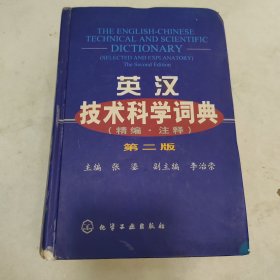 THE ENGLISH-CHINESE
TECHNICAL AND SCIENTIFIC
DICTIONARY
(SELECTED AND EXPLANATORY)
The Second Edition
英汉
技术科学词典
(精编·注释)
第二版
主编 张鎏 副主编 李治荣
化学工业出版社